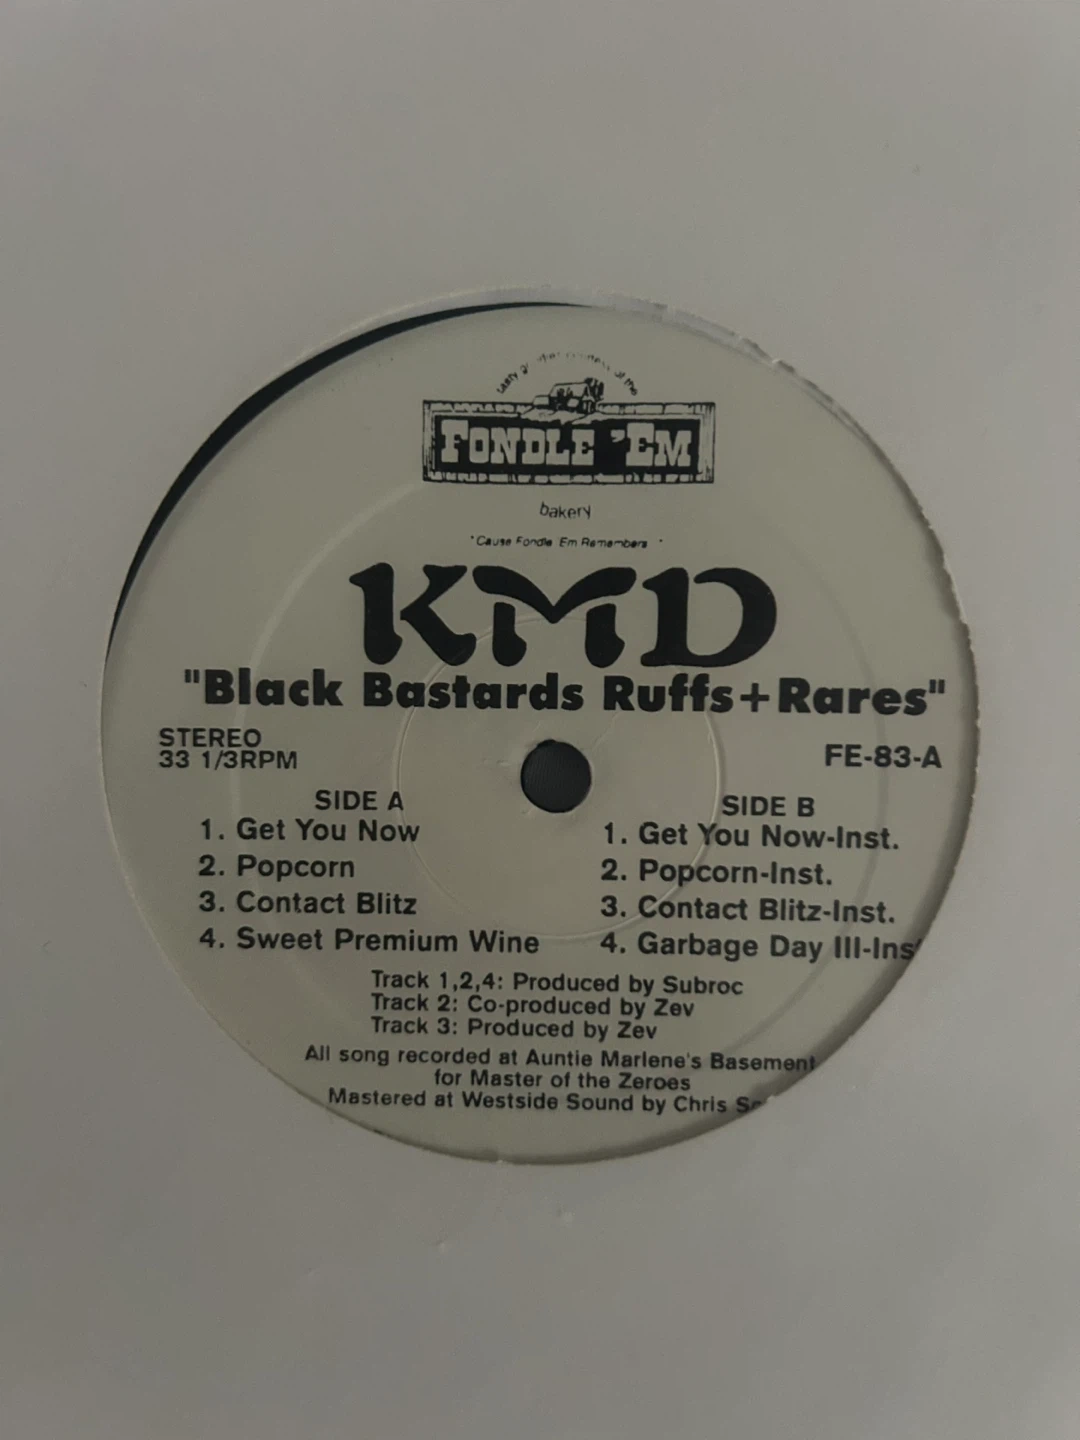 tasty
of the
FONDLE 'EM
bakery
'Cause Fondle 'Em Remembers
KMD
"Black Bastards Ruffs+Rares"
STEREO
33 1/3RPM
FE-83-A
SIDE A
1. Get You Now
2. Popcorn
3. Contact Blitz
4. Sweet Premium Wine
SIDE B
1. Get You Now-Inst.
2. Popcorn-Inst.
3. Contact Blitz-Inst.
4. Garbage Day III-Ins
Track 1,2,4: Produced by Subroc
Track 2: Co-produced by Zev
Track 3: Produced by Zev
All song recorded at Auntie Marlene's Basement
for Master of the Zeroes
Mastered at Westside Sound by Chris